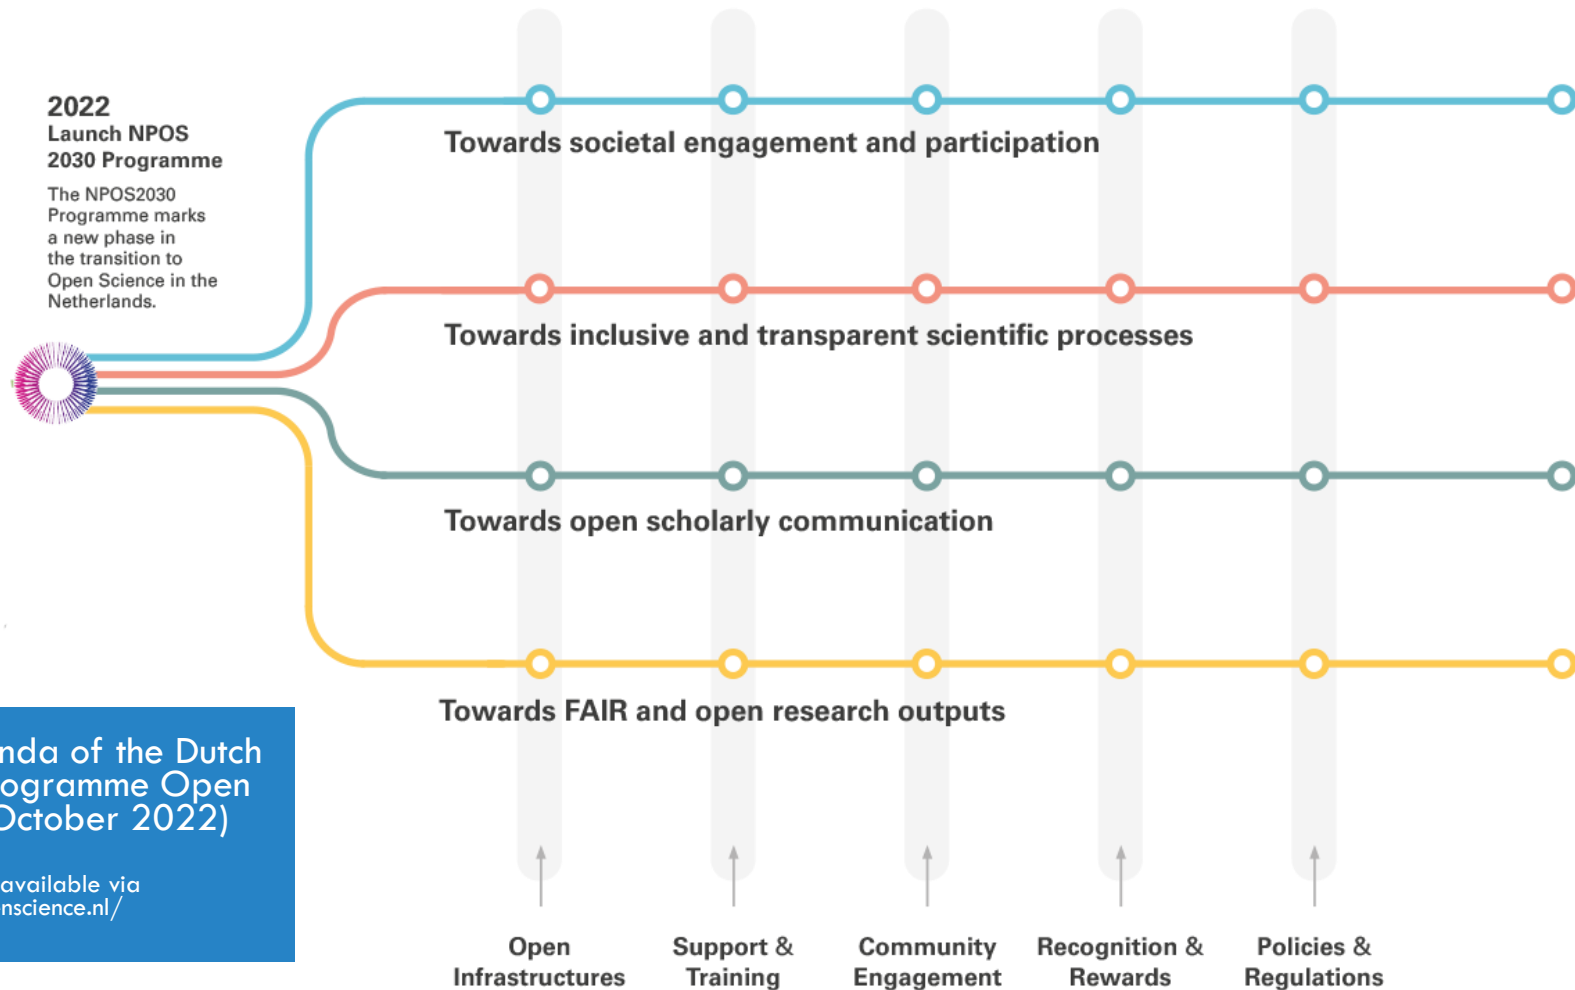 2022
Launch NPOS
2030 Programme
The NPOS2030
Programme marks
a new phase in
the transition to
Open Science in the
Netherlands.
Towards societal engagement and participation
Towards inclusive and transparent scientific processes
Towards open scholarly communication
Towards FAIR and open research outputs
nda of the Dutch
ogramme Open
October 2022)
available via
nscience.nl/
Open
Infrastructures
Support &
Training
Community
Engagement
Recognition &
Rewards
Policies &
Regulations